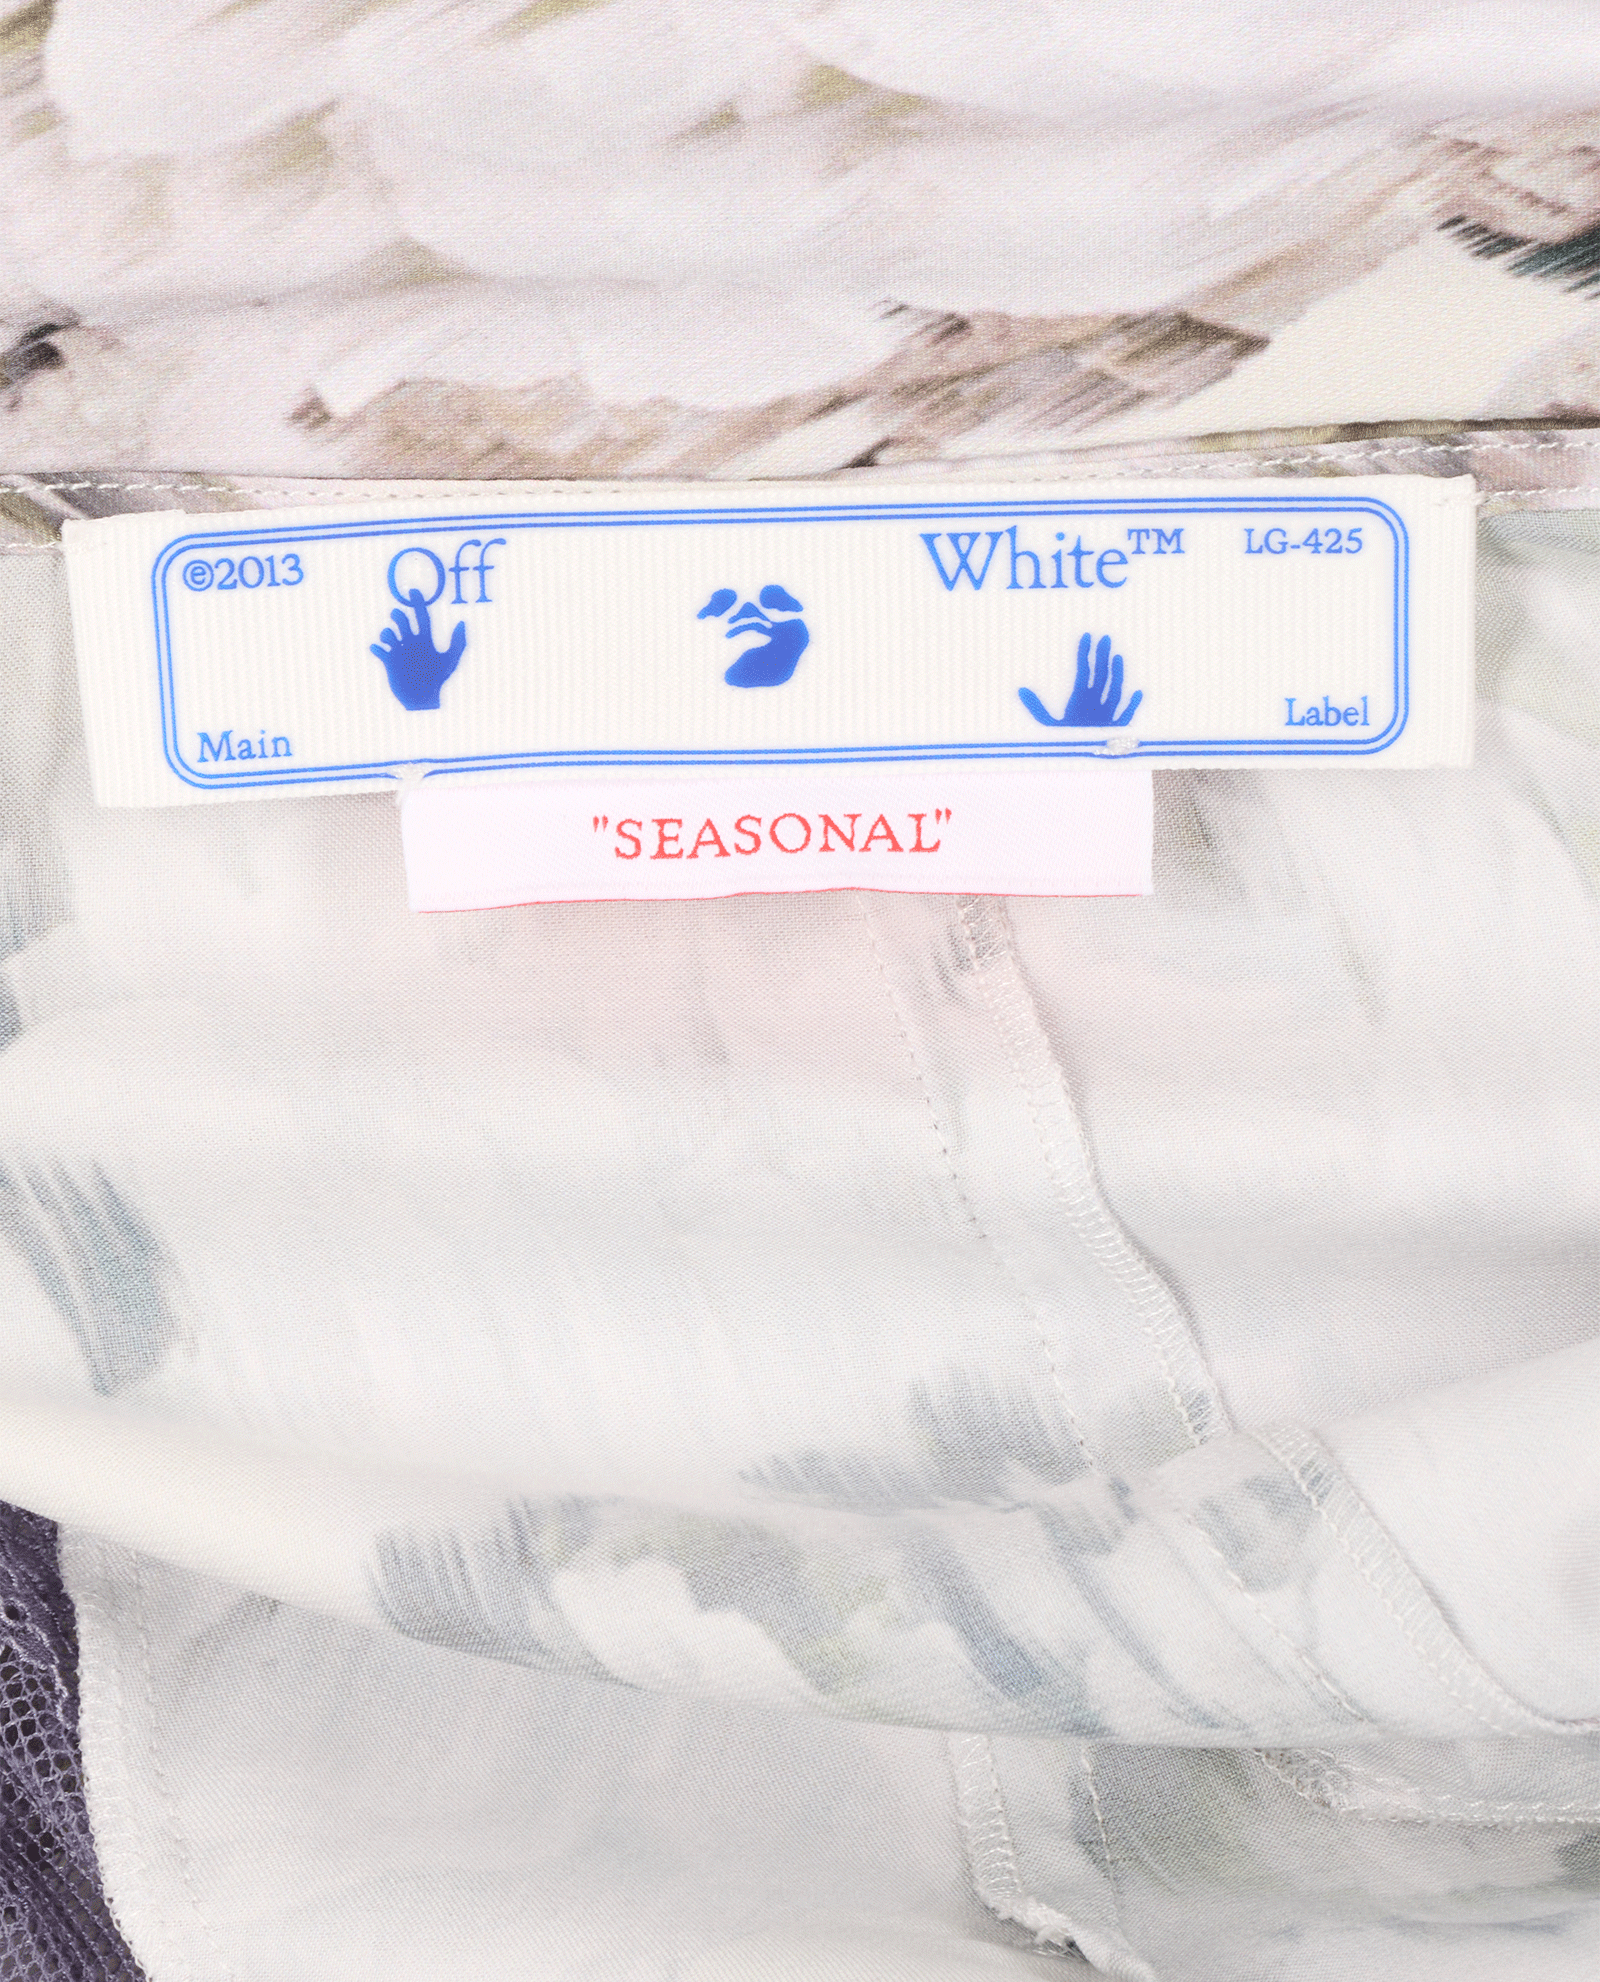 ©2013 Off White™ LG-425
Main Label
"SEASONAL"